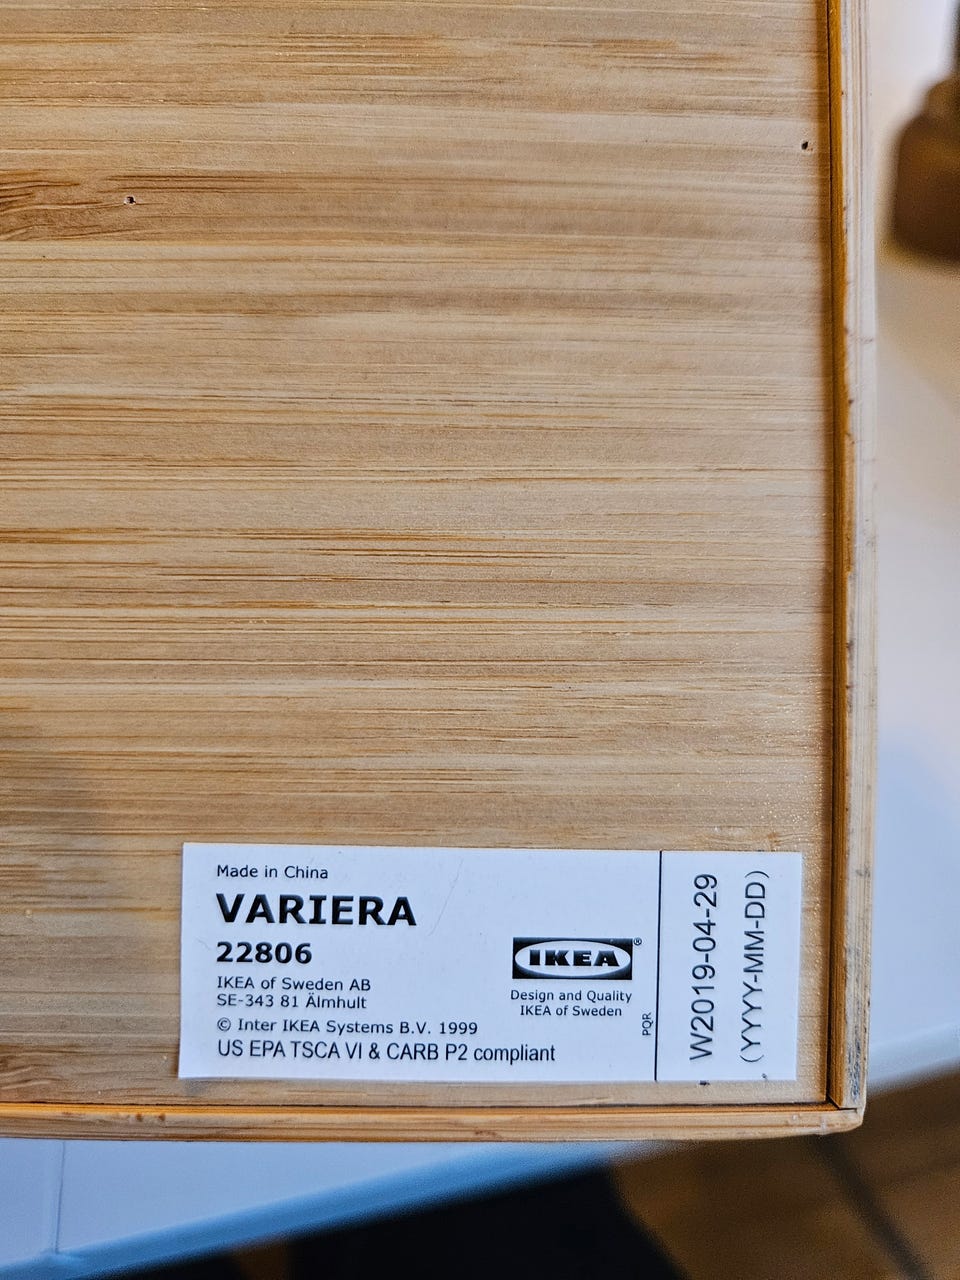 Made in China
VARIERA
22806
IKEA of Sweden AB
SE-343 81 Älmhult
© Inter IKEA Systems B.V. 1999
US EPA TSCA VI & CARB P2 compliant
IKEA®
Design and Quality
IKEA of Sweden
PQR
W2019-04-29
(YYYY-MM-DD)